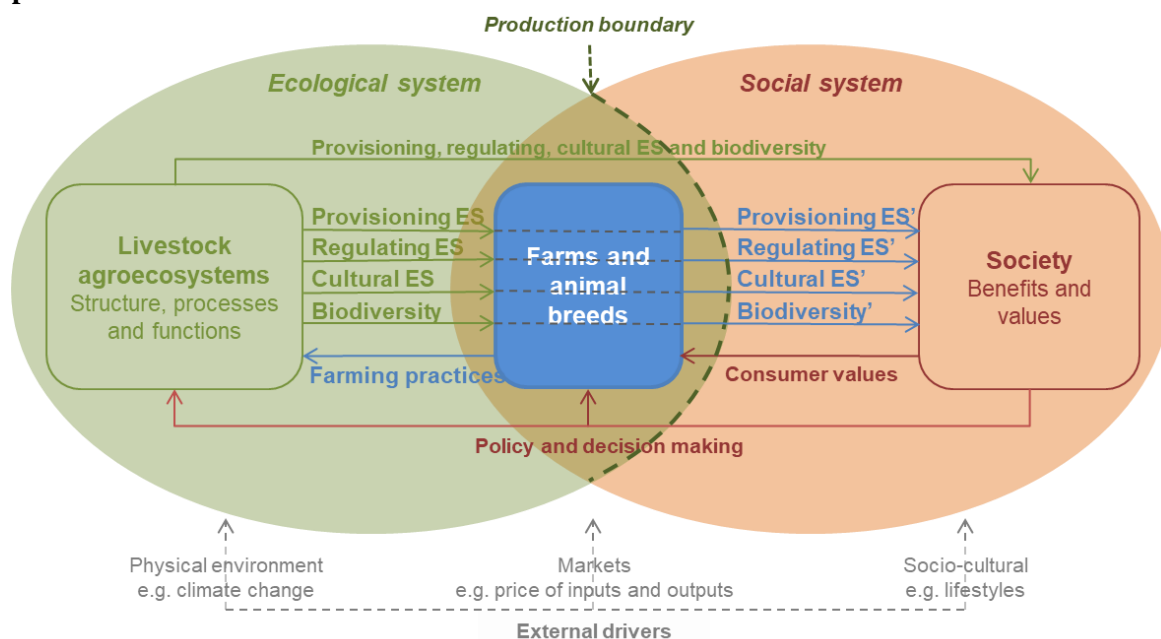 Production boundary
Ecological system
Social system
Provisioning, regulating, cultural ES and biodiversity
Livestock
agroecosystems
Structure, processes
and functions
Provisioning ES
Regulating ES
Cultural ES
Biodiversity
Farming practices
Farms and
animal
breeds
Provisioning ES’
Regulating ES’
Cultural ES’
Biodiversity’
Consumer values
Society
Benefits and
values
Policy and decision making
Physical environment
e.g. climate change
Markets
e.g. price of inputs and outputs
Socio-cultural
e.g. lifestyles
External drivers